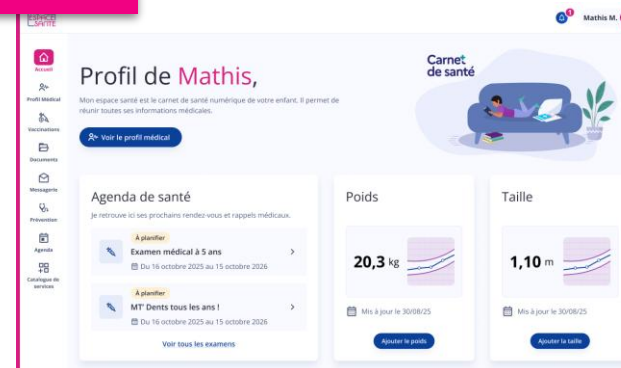 ESPACE
SANTÉ
Mathis M.
Accueil
Profil Médical
Vaccinations
Documents
Messagerie
Prévention
Agenda
Catalogue de
services
Profil de Mathis,
Mon espace santé est le carnet de santé numérique de votre enfant. Il permet de
réunir toutes ses informations médicales.
Voir le profil médical
Carnet
de santé
Agenda de santé
Je retrouve ici ses prochains rendez-vous et rappels médicaux.
À planifier
Examen médical à 5 ans
Du 16 octobre 2025 au 15 octobre 2026
À planifier
MT' Dents tous les ans !
Du 16 octobre 2025 au 15 octobre 2026
Voir tous les examens
Poids
20,3 kg
Mis à jour le 30/08/25
Ajouter le poids
Taille
1,10 m
Mis à jour le 30/08/25
Ajouter la taille